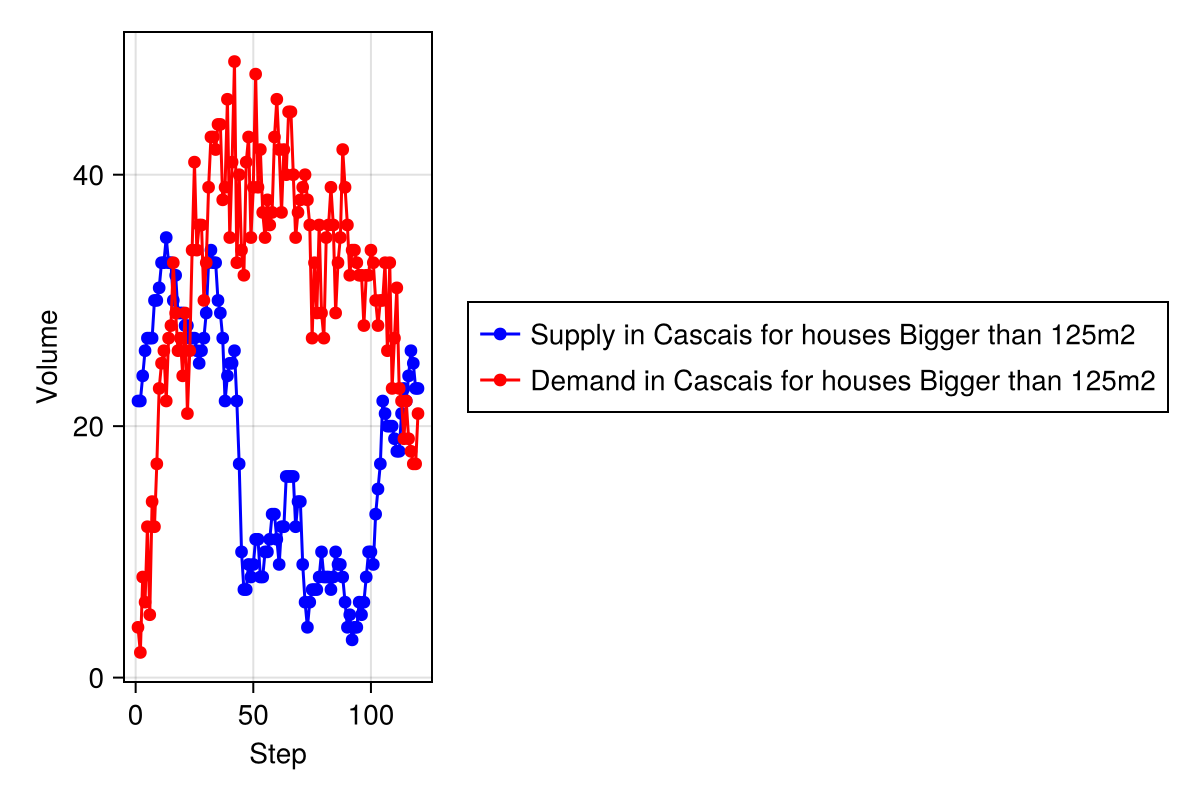 Volume
40
20
0
0 50 100
Step
Supply in Cascais for houses Bigger than 125m2
Demand in Cascais for houses Bigger than 125m2